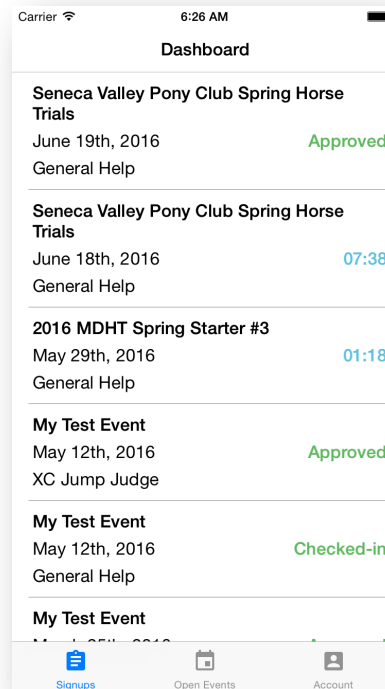 Carrier 6:26 AM
Dashboard
Seneca Valley Pony Club Spring Horse
Trials
June 19th, 2016 Approved
General Help
Seneca Valley Pony Club Spring Horse
Trials
June 18th, 2016 07:38
General Help
2016 MDHT Spring Starter #3
May 29th, 2016 01:18
General Help
My Test Event
May 12th, 2016 Approved
XC Jump Judge
My Test Event
May 12th, 2016 Checked-in
General Help
My Test Event
Signups Open Events Account